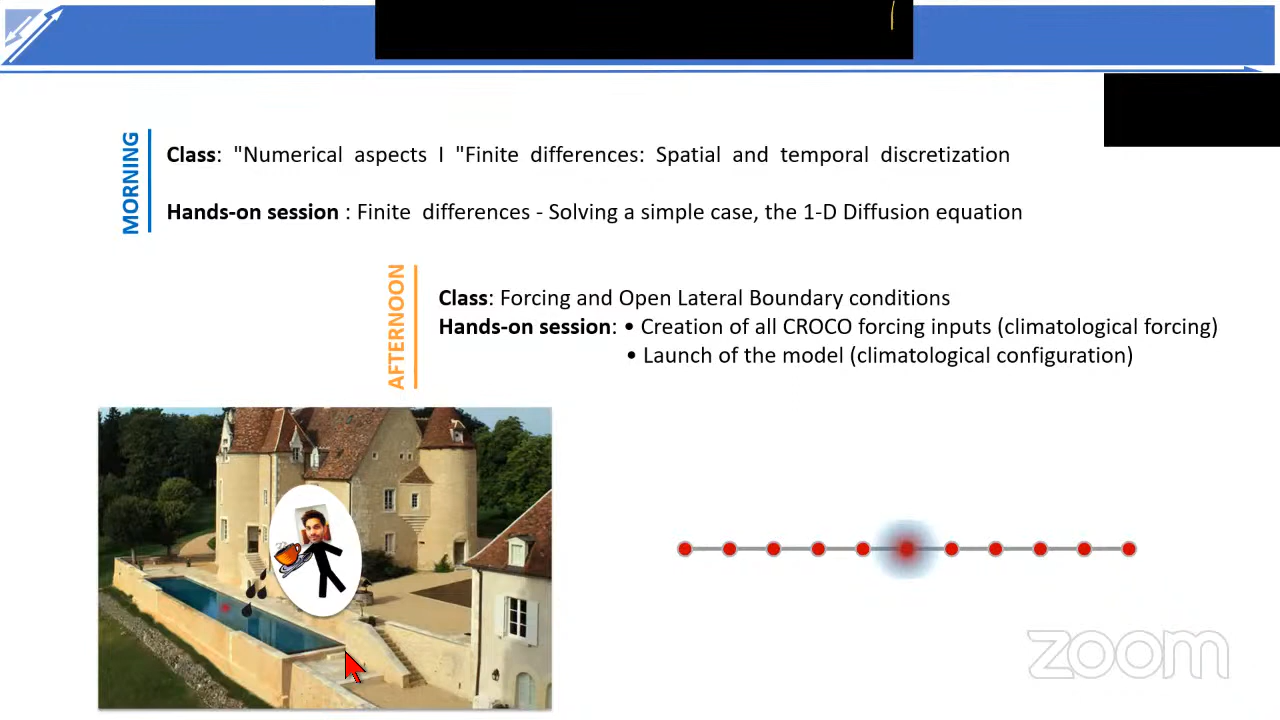 MORNING
Class: "Numerical aspects I "Finite differences: Spatial and temporal discretization
Hands-on session : Finite differences - Solving a simple case, the 1-D Diffusion equation
AFTERNOON
Class: Forcing and Open Lateral Boundary conditions
Hands-on session: • Creation of all CROCO forcing inputs (climatological forcing)
• Launch of the model (climatological configuration)
zoom